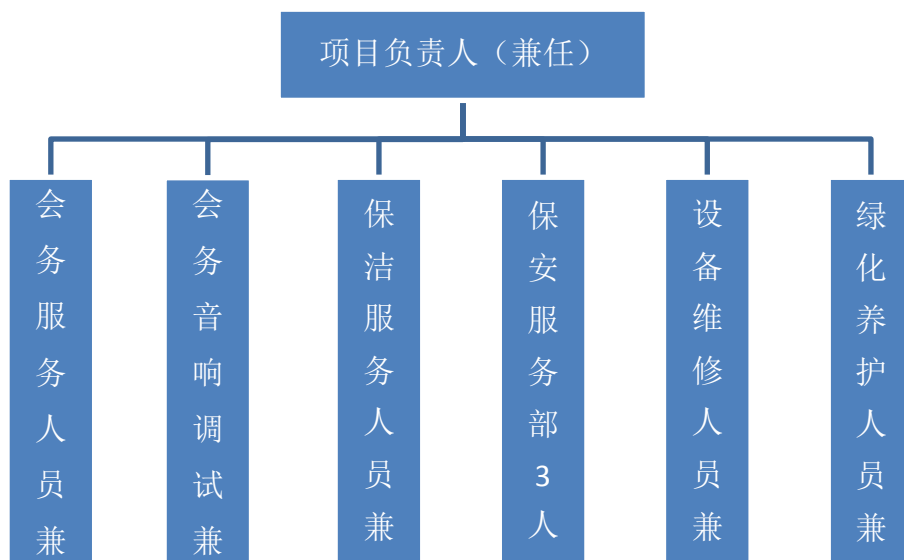 项目负责人（兼任）
会务服务人员兼
会务音响调试兼
保洁服务人员兼
保安服务部3人
设备维修人员兼
绿化养护人员兼